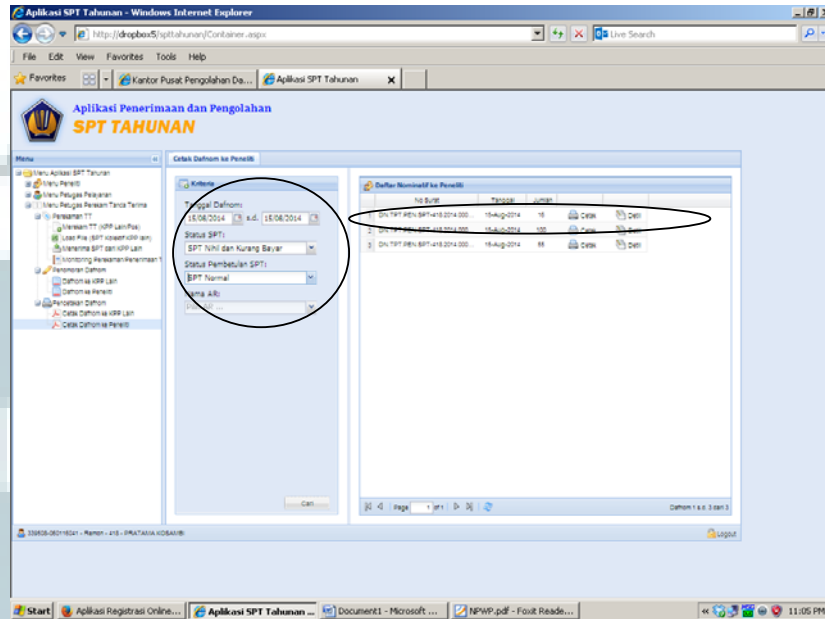 Aplikasi SPT Tahunan - Windows Internet Explorer
http://dropbox5/spttahunan/Container.aspx
Live Search
File Edit View Favorites Tools Help
Favorites
Kantor Pusat Pengolahan Da...
Aplikasi SPT Tahunan
Aplikasi Penerimaan dan Pengolahan
SPT TAHUNAN
Menu
Menu Aplikasi SPT Tahunan
Menu Peneliti
Menu Petugas Pelayanan
Menu Petugas Perekam Tanda Terima
Perekaman TT
Merekam TT (KPP Lain/Pos)
Load File (SPT Kolektif KPP lain)
Menerima SPT dari KPP Lain
Monitoring Perekaman Penerimaan T
Penomoran Dafnom
Dafnom ke KPP Lain
Dafnom ke Peneliti
Pencetakan Dafnom
Cetak Dafnom ke KPP Lain
Cetak Dafnom ke Peneliti
Cetak Dafnom ke Peneliti
Kriteria
Tanggal Dafnom:
15/08/2014 s.d. 15/08/2014
Status SPT:
SPT Nihil dan Kurang Bayar
Status Pembetulan SPT:
SPT Normal
Nama AR:
Pilih AR ...
Cari
Daftar Nominatif ke Peneliti
No Surat Tanggal Jumlah
1 15-Aug-2014 15 Cetak Detil
2 15-Aug-2014 100 Cetak Detil
3 15-Aug-2014 55 Cetak Detil
Page 1 of 1
Dafnom 1 s.d. 3 dari 3
- Ramon - 418 - PRATAMA KOSAMBI
Logout
Start
Aplikasi Registrasi Online...
Aplikasi SPT Tahunan ...
Document1 - Microsoft ...
NPWP.pdf - Foxit Reade...
11:05 PM